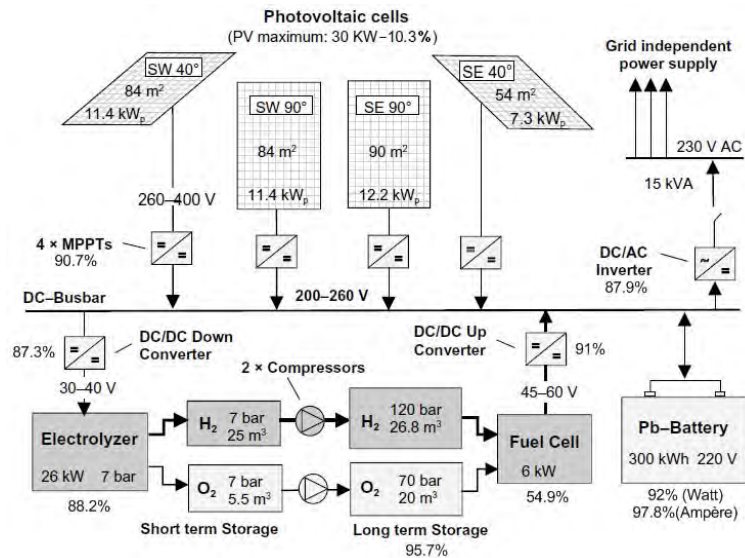 Photovoltaic cells
(PV maximum: 30 KW–10.3%)
SW 40°
84 m²
11.4 kWp
SW 90°
84 m²
11.4 kWp
SE 90°
90 m²
12.2 kWp
SE 40°
54 m²
7.3 kWp
Grid independent
power supply
230 V AC
15 kVA
260–400 V
4 × MPPTs
90.7%
DC/AC
Inverter
87.9%
DC–Busbar
200–260 V
87.3%
DC/DC Down
Converter
DC/DC Up
Converter
91%
30–40 V
2 × Compressors
45–60 V
Electrolyzer
26 kW 7 bar
88.2%
H₂
7 bar
25 m³
H₂
120 bar
26.8 m³
O₂
7 bar
5.5 m³
O₂
70 bar
20 m³
Short term Storage
Long term Storage
95.7%
Fuel Cell
6 kW
54.9%
Pb–Battery
300 kWh 220 V
92% (Watt)
97.8%(Ampère)